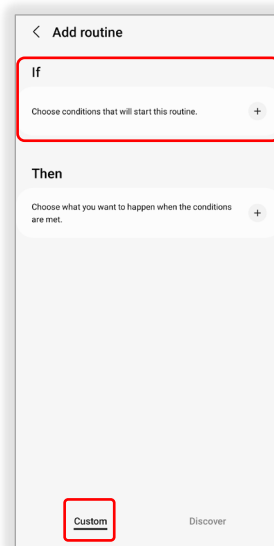 Add routine
If
Choose conditions that will start this routine.
Then
Choose what you want to happen when the conditions
are met.
Custom Discover